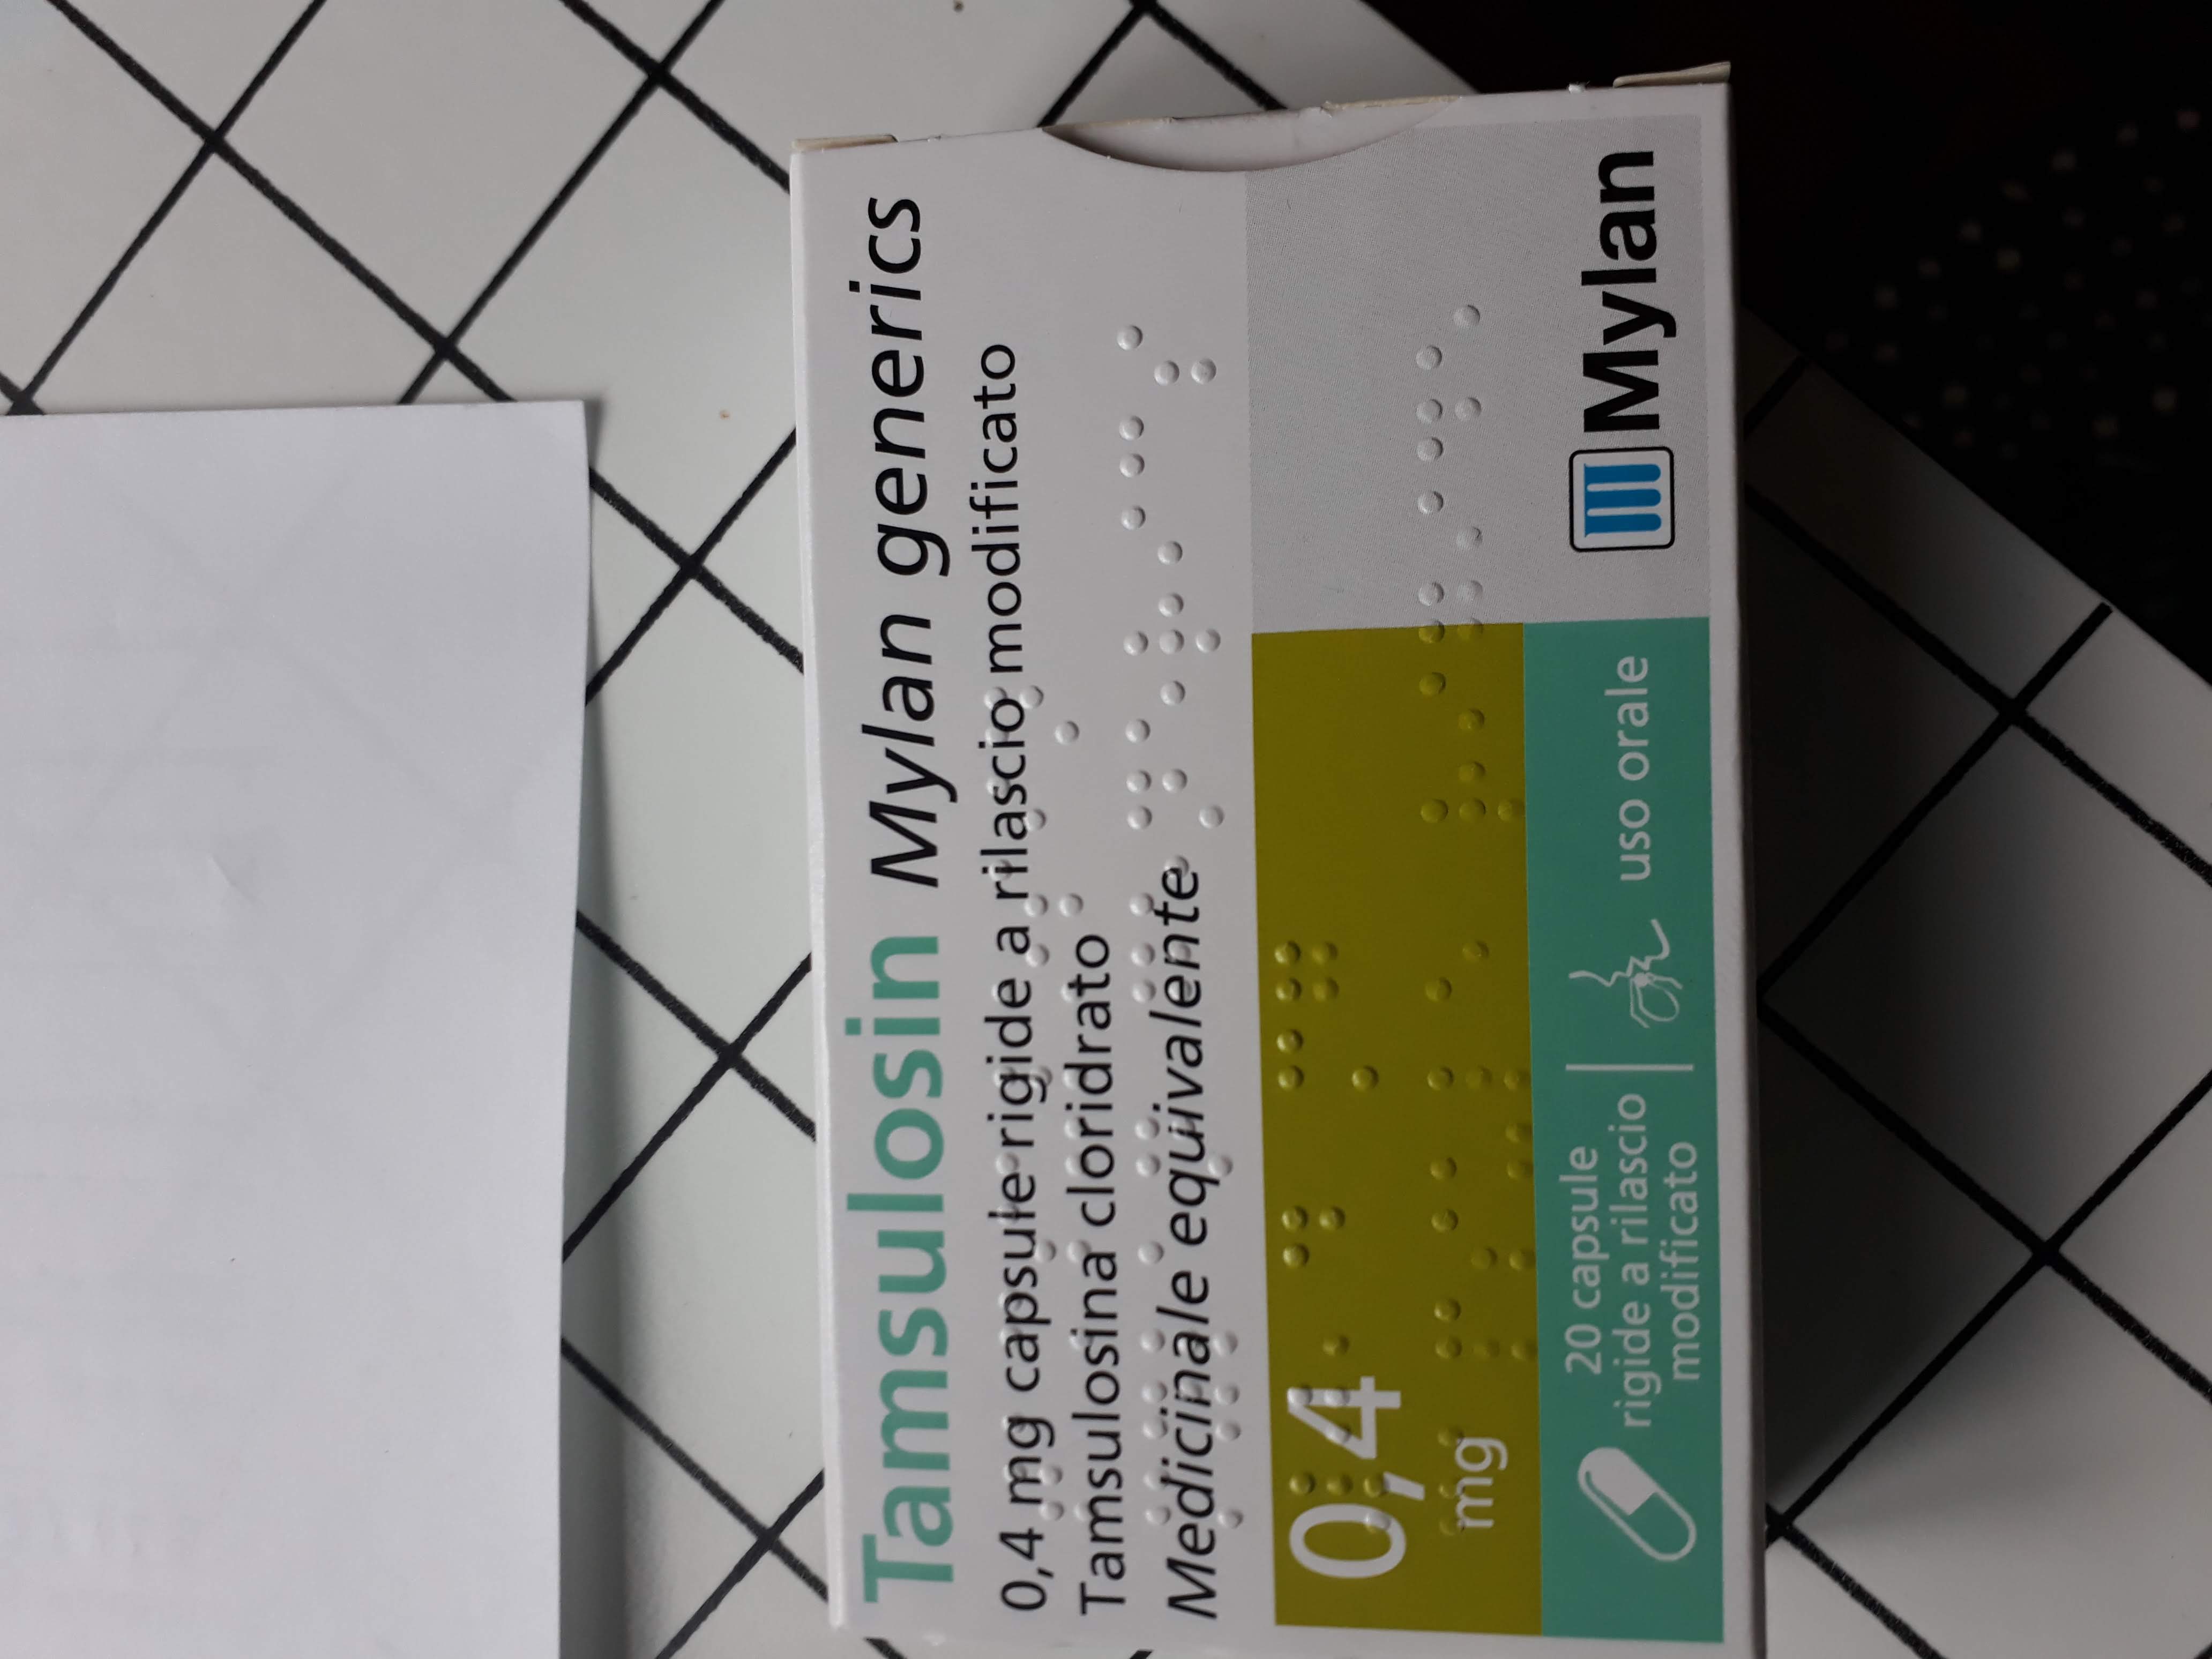 Tamsulosin Mylan generics
0,4 mg capsule rigide a rilascio modificato
Tamsulosina cloridrato
Medicinale equivalente
0,4
mg
20 capsule
rigide a rilascio
modificato
uso orale
Mylan